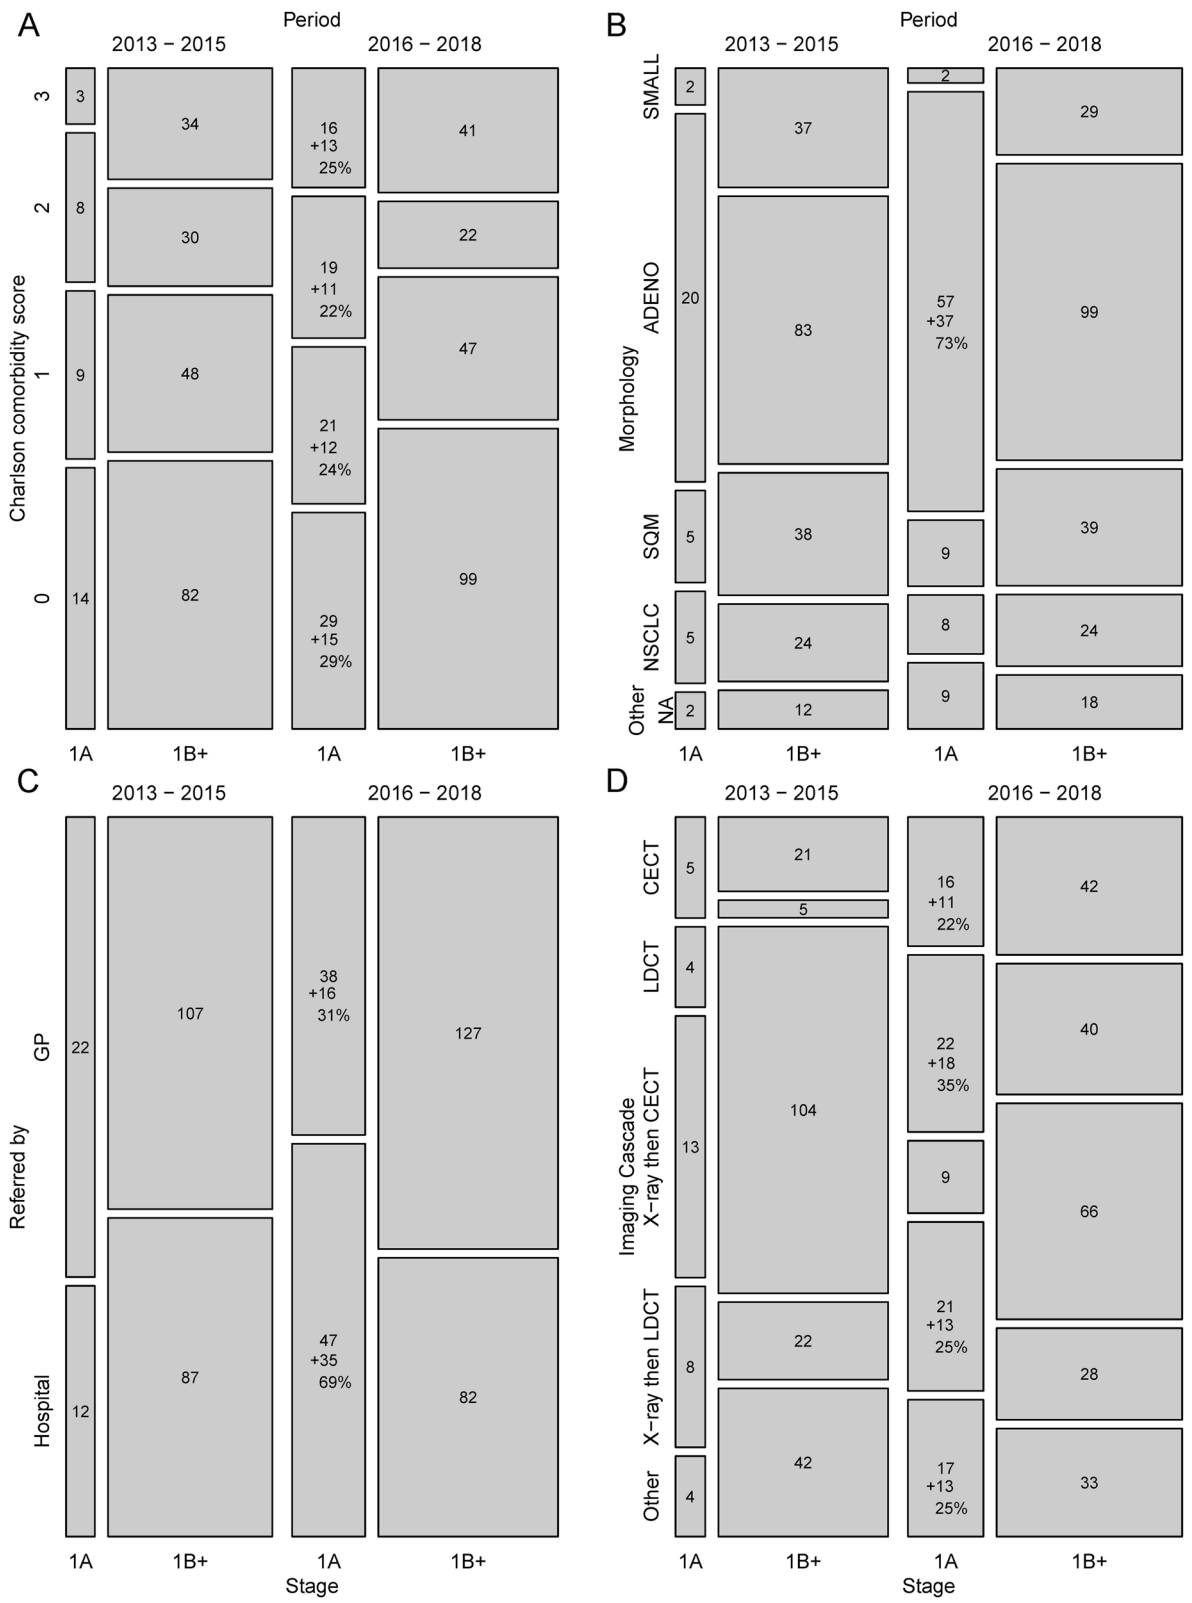 A
Period
2013 − 2015
2016 − 2018
Charlson comorbidity score
3
2
1
0
3
8
9
14
34
30
48
82
16
+13
25%
19
+11
22%
21
+12
24%
29
+15
29%
41
22
47
99
1A
1B+
1A
1B+
B
Period
2013 − 2015
2016 − 2018
Morphology
SMALL
ADENO
SQM
NSCLC
Other
NA
2
20
5
5
2
37
83
38
24
12
2
57
+37
73%
9
8
9
29
99
39
24
18
1A
1B+
1A
1B+
C
2013 − 2015
2016 − 2018
Referred by
GP
Hospital
22
12
107
87
38
+16
31%
47
+35
69%
127
82
1A
1B+
1A
1B+
Stage
D
2013 − 2015
2016 − 2018
Imaging Cascade
CECT
LDCT
X−ray then CECT
X−ray then LDCT
Other
5
4
13
8
4
21
5
104
22
42
16
+11
22%
22
+18
35%
9
21
+13
25%
17
+13
25%
42
40
66
28
33
1A
1B+
1A
1B+
Stage